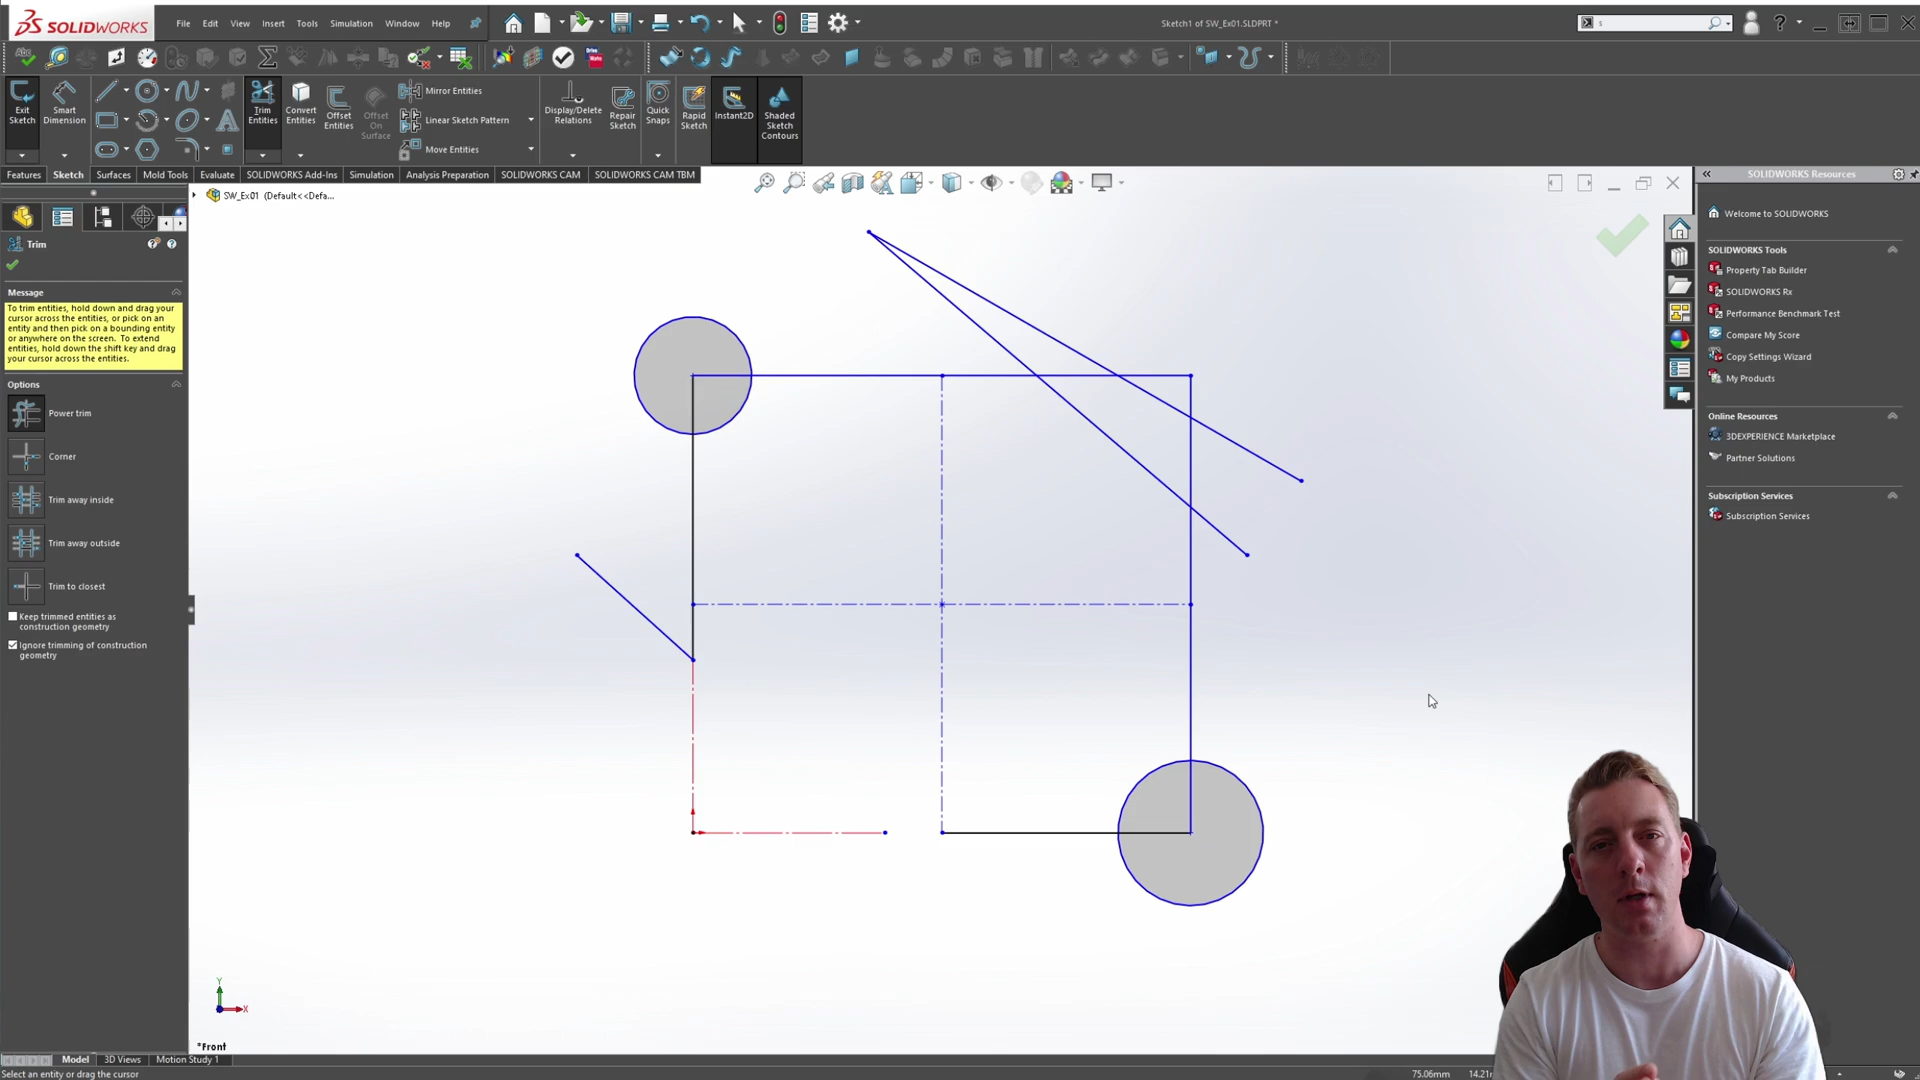 SOLIDWORKS
File Edit View Insert Tools Simulation Window Help
Sketch1 of SW_Ex01.SLDPRT *
s
Exit Sketch
Smart Dimension
Trim Entities
Convert Entities
Offset Entities
Offset On Surface
Mirror Entities
Linear Sketch Pattern
Move Entities
Display/Delete Relations
Repair Sketch
Quick Snaps
Rapid Sketch
Instant2D
Shaded Sketch Contours
Features Sketch Surfaces Mold Tools Evaluate SOLIDWORKS Add-Ins Simulation Analysis Preparation SOLIDWORKS CAM SOLIDWORKS CAM TBM
SW_Ex01 (Default<<Defa...
Trim
Message
To trim entities, hold down and drag your
cursor across the entities, or pick on an
entity and then pick on a bounding entity
or anywhere on the screen. To extend
entities, hold down the shift key and drag
your cursor across the entities.
Options
Power trim
Corner
Trim away inside
Trim away outside
Trim to closest
Keep trimmed entities as
construction geometry
Ignore trimming of construction
geometry
Y
X
*Front
Model 3D Views Motion Study 1
Select an entity or drag the cursor
75.06mm
SOLIDWORKS Resources
Welcome to SOLIDWORKS
SOLIDWORKS Tools
Property Tab Builder
SOLIDWORKS Rx
Performance Benchmark Test
Compare My Score
Copy Settings Wizard
My Products
Online Resources
3DEXPERIENCE Marketplace
Partner Solutions
Subscription Services
Subscription Services